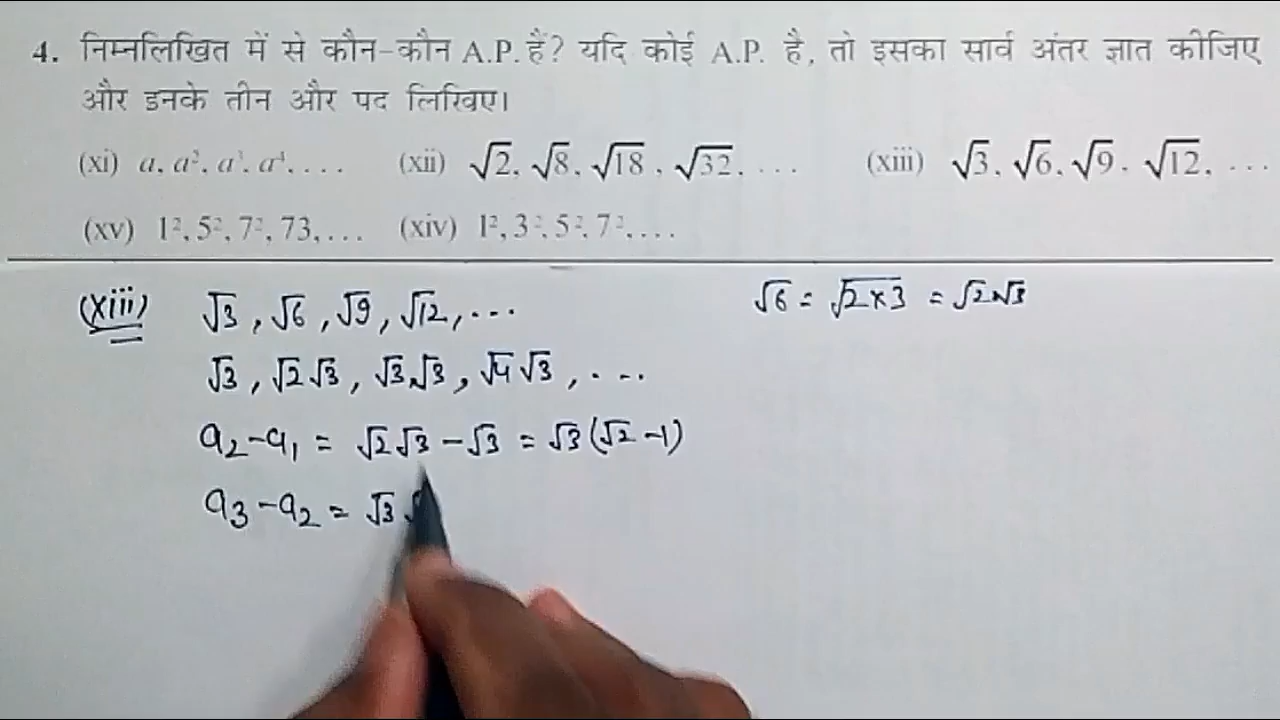 4. निम्नलिखित में से कौन-कौन A.P. हैं? यदि कोई A.P. है, तो इसका सार्व अंतर ज्ञात कीजिए
और इनके तीन और पद लिखिए।
(xi) a, a², a³, a⁴, . . . . (xii) √2, √8, √18 , √32, . . . (xiii) √3, √6, √9, √12, . . .
(xv) 1², 5², 7², 73, . . . (xiv) 1², 3², 5², 7², . . . .
(xiii) √3 , √6 , √9 , √12 , . . . √6 = √2×3 = √2×√3
√3 , √2 √3 , √3.√3 , √4 √3 , . . .
a₂ - a₁ = √2 √3 - √3 = √3 (√2 - 1)
a₃ - a₂ = √3